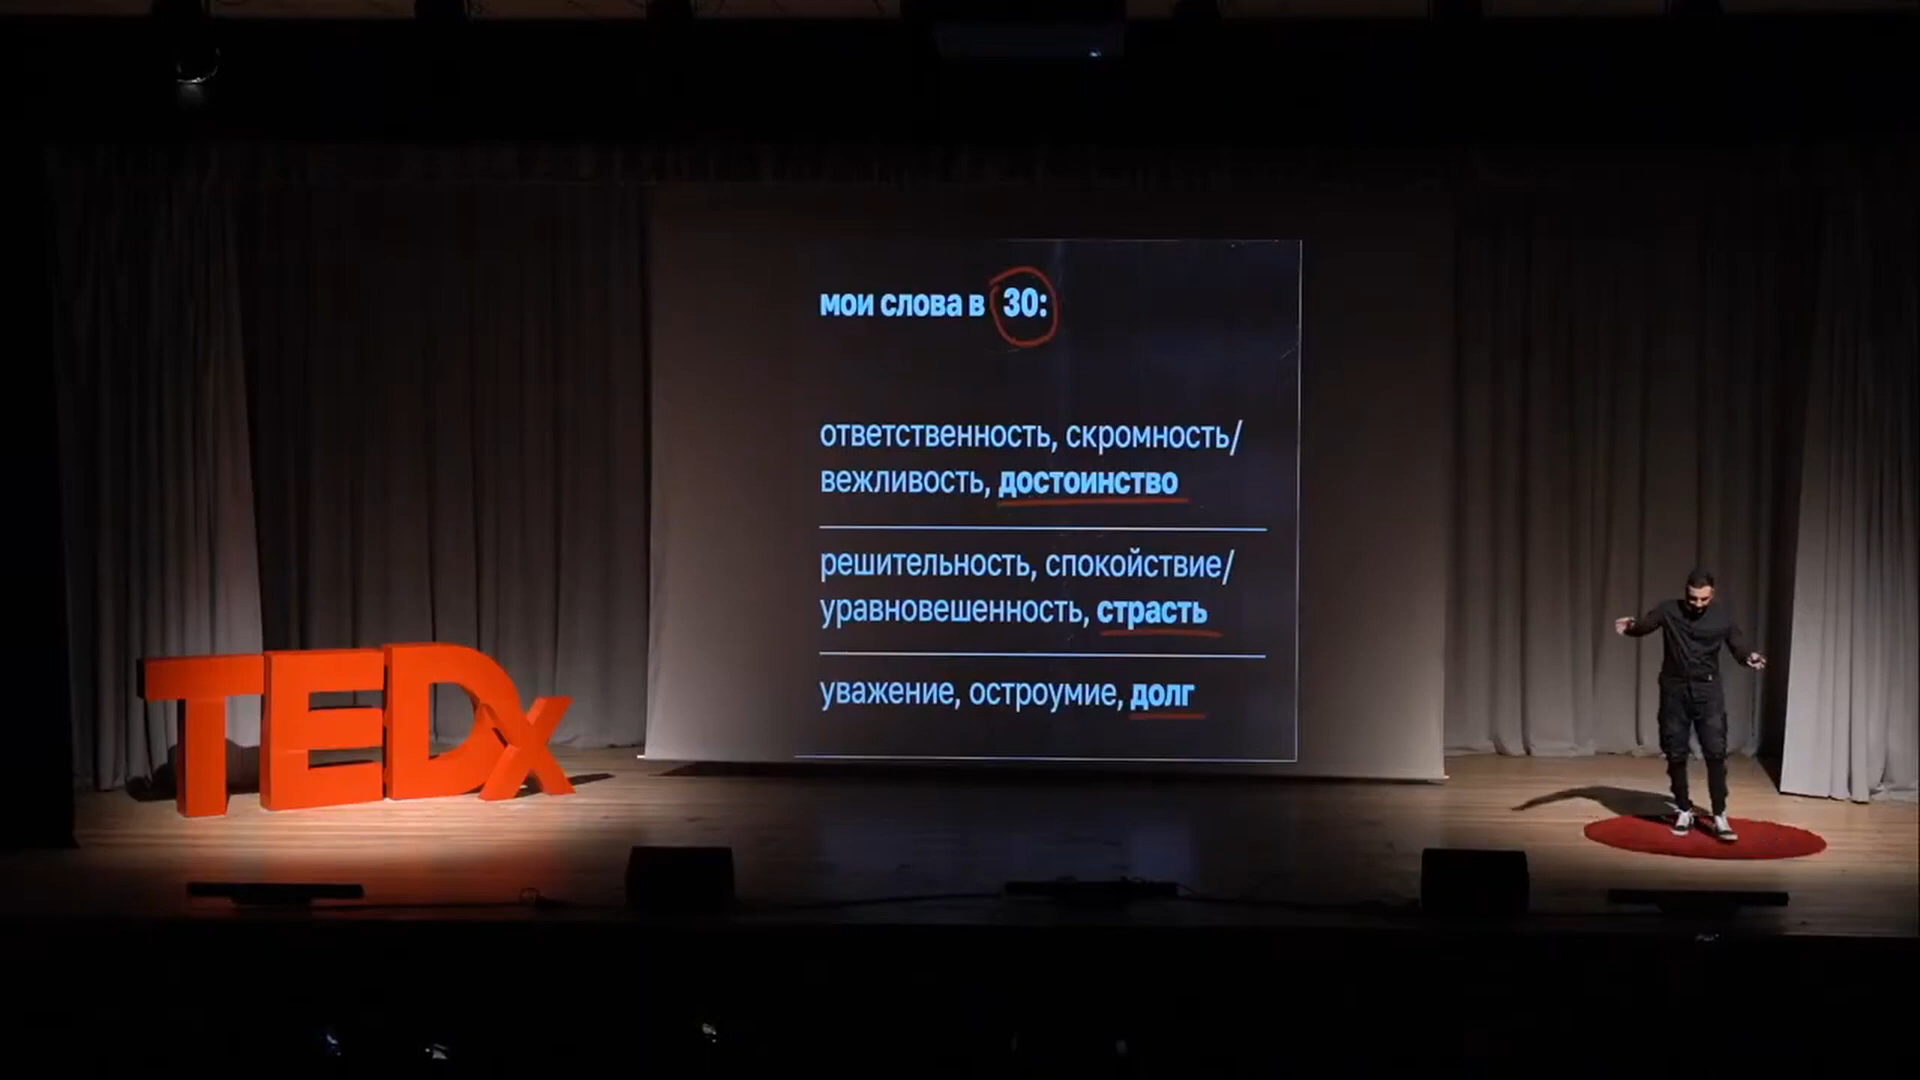 мои слова в 30:
ответственность, скромность/
вежливость, достоинство
решительность, спокойствие/
уравновешенность, страсть
уважение, остроумие, долг
TEDx